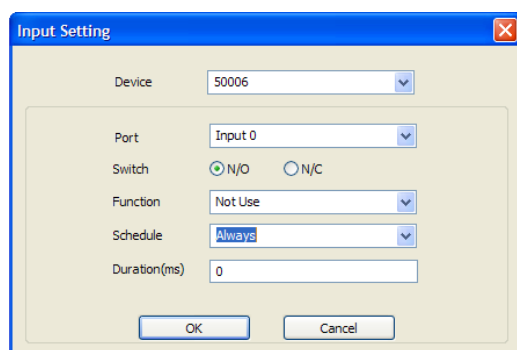 Input Setting
Device 50006
Port Input 0
Switch N/O N/C
Function Not Use
Schedule Always
Duration(ms) 0
OK Cancel